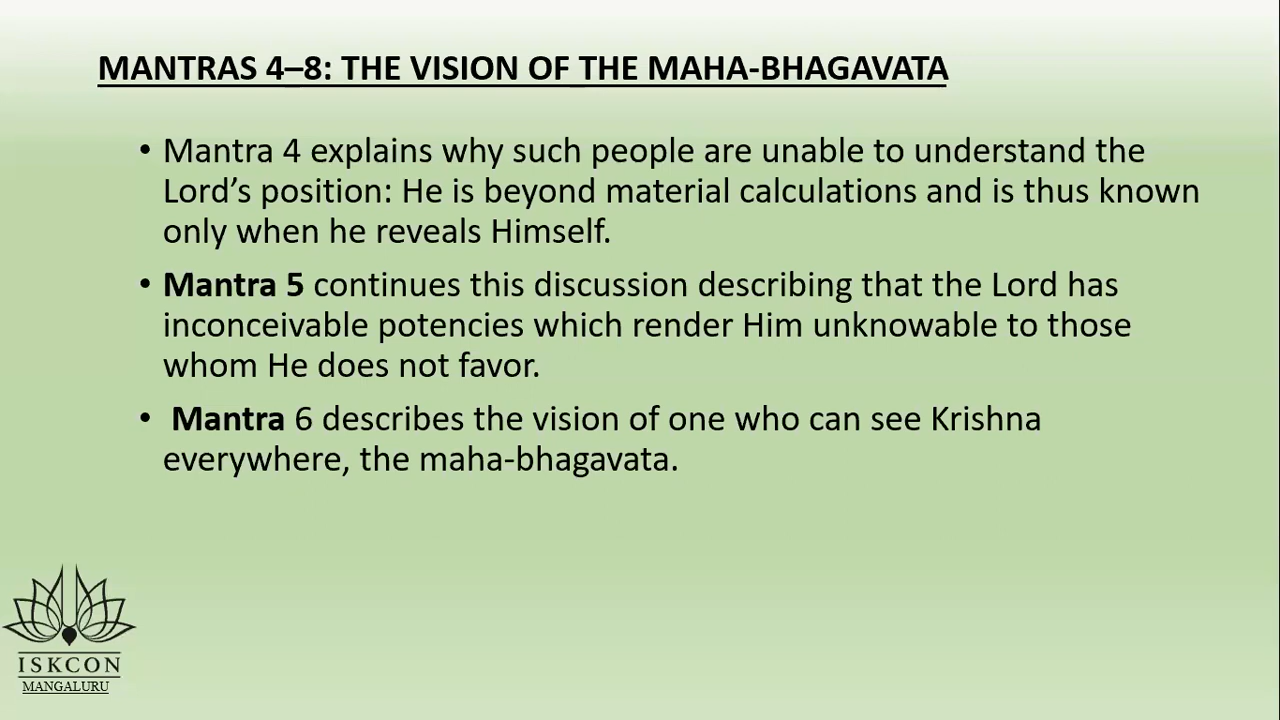 MANTRAS 4–8: THE VISION OF THE MAHA-BHAGAVATA
• Mantra 4 explains why such people are unable to understand the
Lord’s position: He is beyond material calculations and is thus known
only when he reveals Himself.
• Mantra 5 continues this discussion describing that the Lord has
inconceivable potencies which render Him unknowable to those
whom He does not favor.
• Mantra 6 describes the vision of one who can see Krishna
everywhere, the maha-bhagavata.
ISKCON
MANGALURU